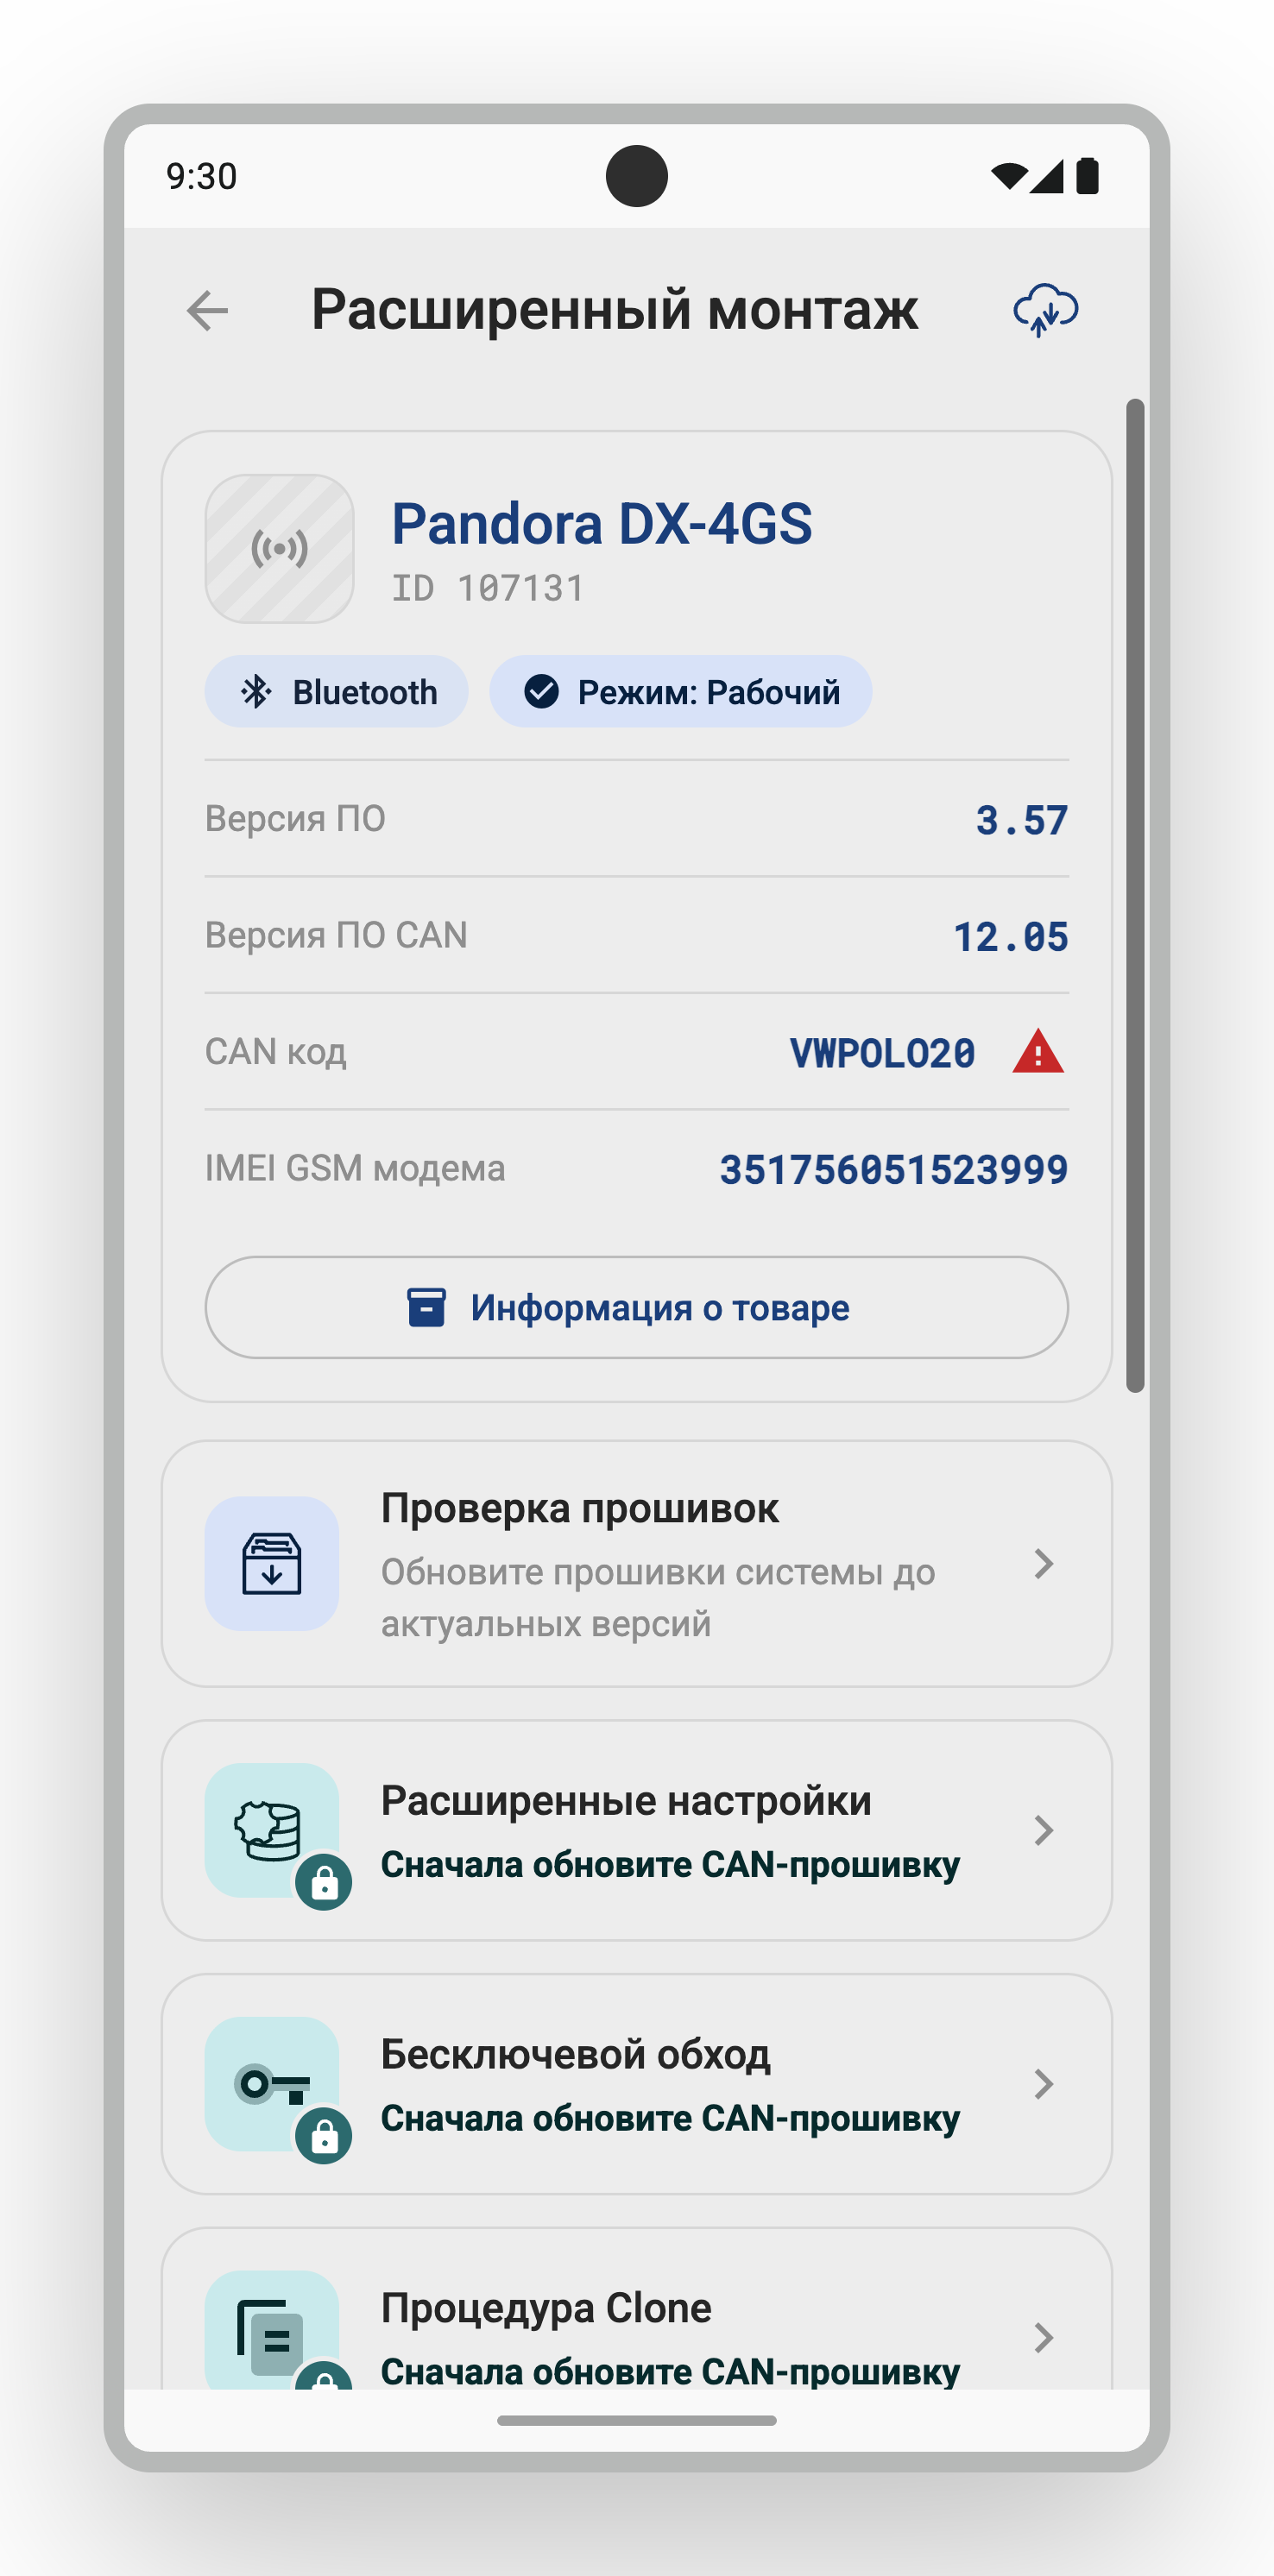 9:30
Расширенный монтаж
Pandora DX-4GS
ID 107131
Bluetooth
Режим: Рабочий
Версия ПО
3.57
Версия ПО CAN
12.05
CAN код
VWPOLO20
IMEI GSM модема
351756051523999
Информация о товаре
Проверка прошивок
Обновите прошивки системы до
актуальных версий
Расширенные настройки
Сначала обновите CAN-прошивку
Бесключевой обход
Сначала обновите CAN-прошивку
Процедура Clone
Сначала обновите CAN-прошивку